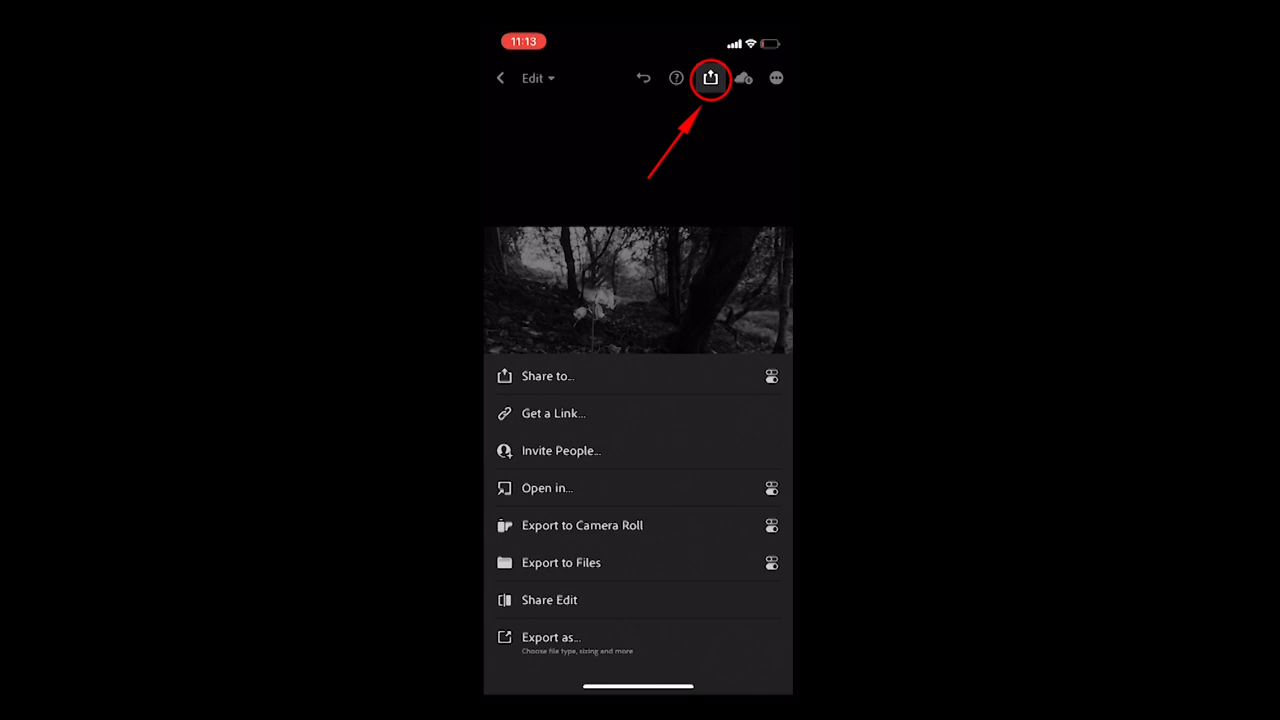 11:13
Edit
Share to...
Get a Link...
Invite People...
Open in...
Export to Camera Roll
Export to Files
Share Edit
Export as...
Choose file type, sizing and more